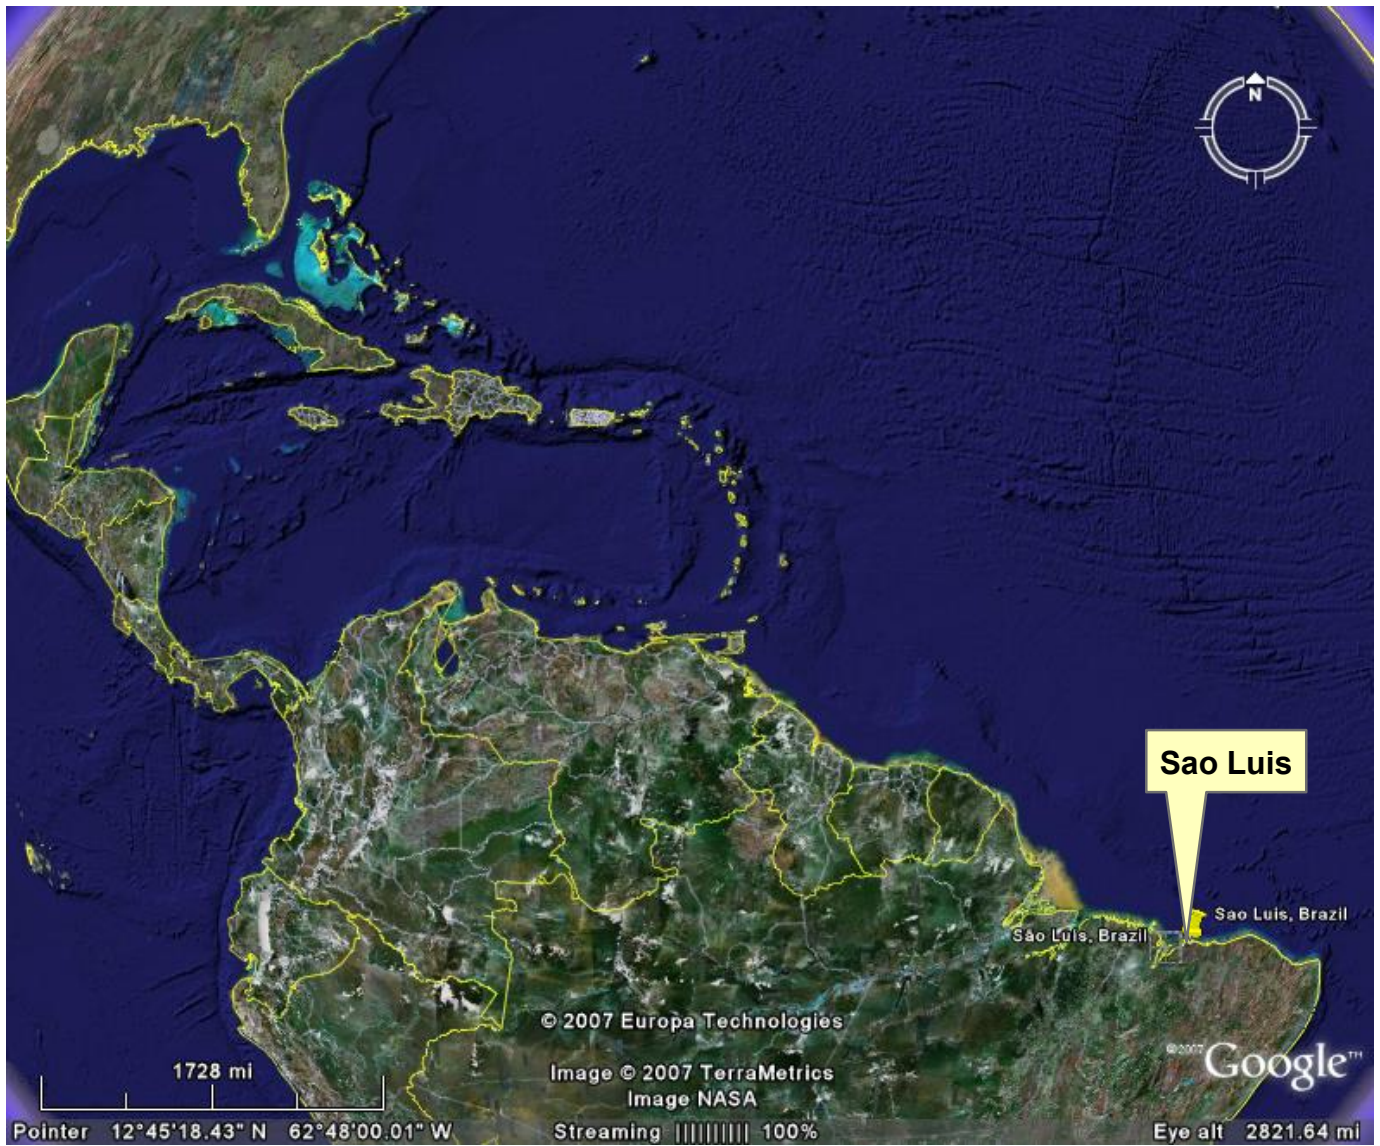 N
Sao Luis
Sao Luis, Brazil
São Luís, Brazil
© 2007 Europa Technologies
©2007 Google™
1728 mi
Image © 2007 TerraMetrics
Image NASA
Pointer 12°45'18.43" N 62°48'00.01" W Streaming |||||||||| 100% Eye alt 2821.64 mi